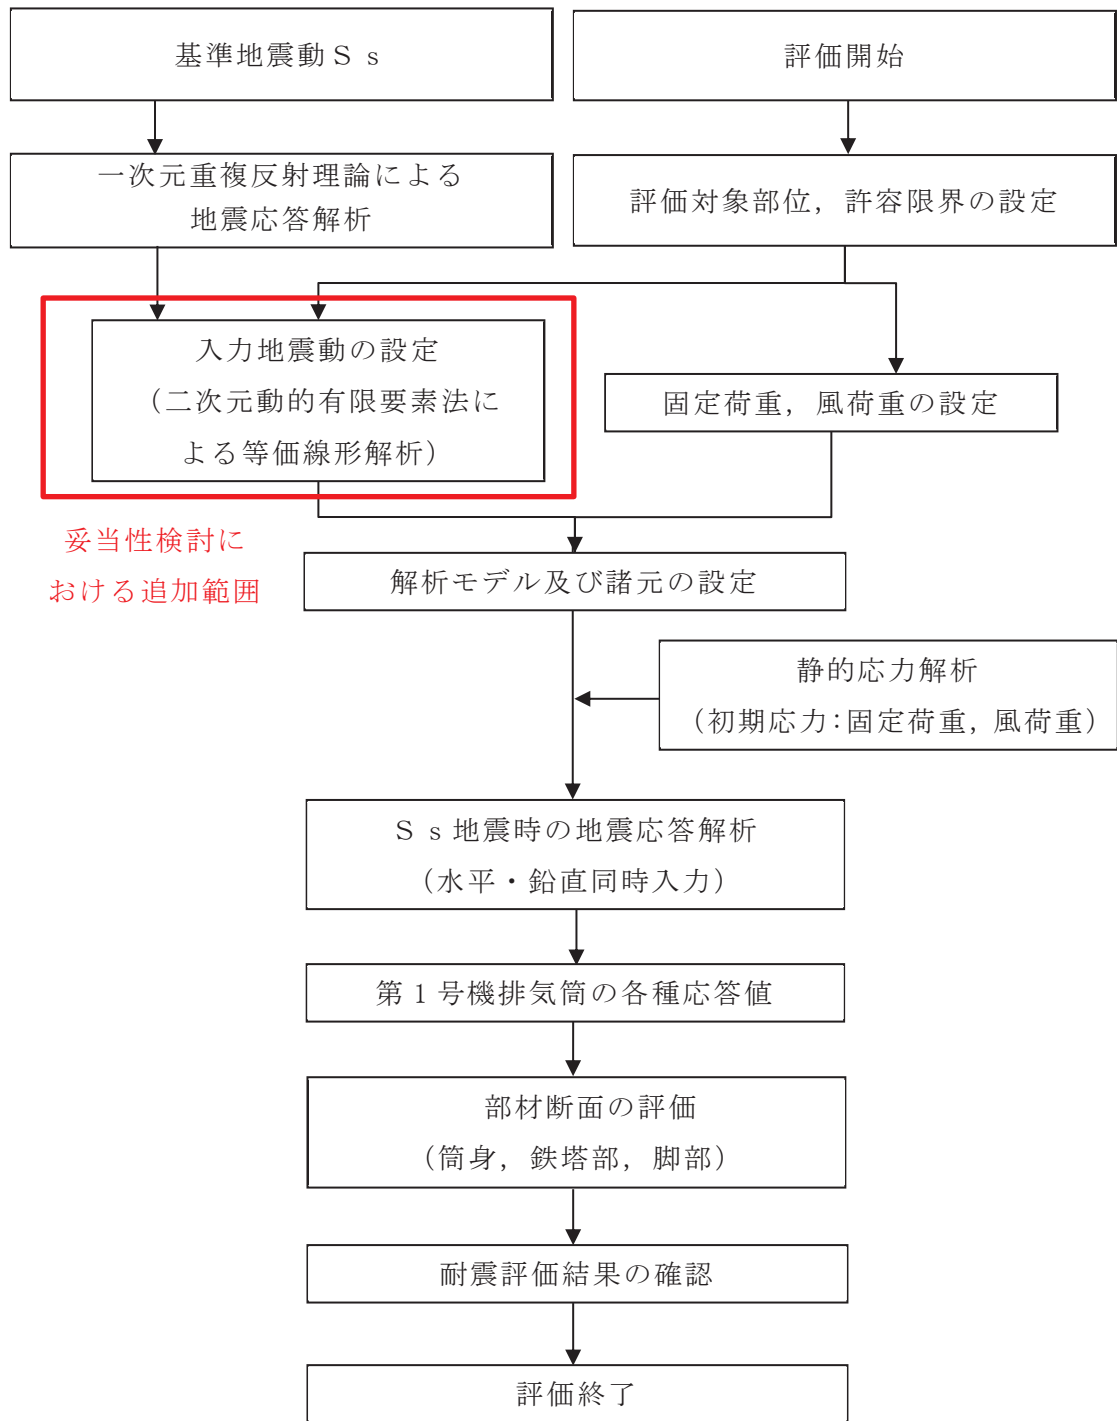 基準地震動Ｓｓ
評価開始
一次元重複反射理論による
地震応答解析
評価対象部位，許容限界の設定
入力地震動の設定
（二次元動的有限要素法に
よる等価線形解析）
固定荷重，風荷重の設定
妥当性検討に
おける追加範囲
解析モデル及び諸元の設定
静的応力解析
（初期応力：固定荷重，風荷重）
Ｓｓ地震時の地震応答解析
（水平・鉛直同時入力）
第１号機排気筒の各種応答値
部材断面の評価
（筒身，鉄塔部，脚部）
耐震評価結果の確認
評価終了